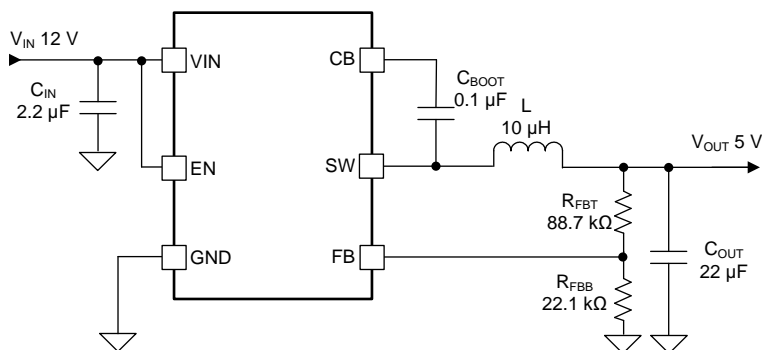 V_IN 12 V
VIN
CB
C_IN
2.2 µF
C_BOOT
0.1 µF
L
10 µH
EN
SW
V_OUT 5 V
R_FBT
88.7 kΩ
GND
FB
C_OUT
22 µF
R_FBB
22.1 kΩ